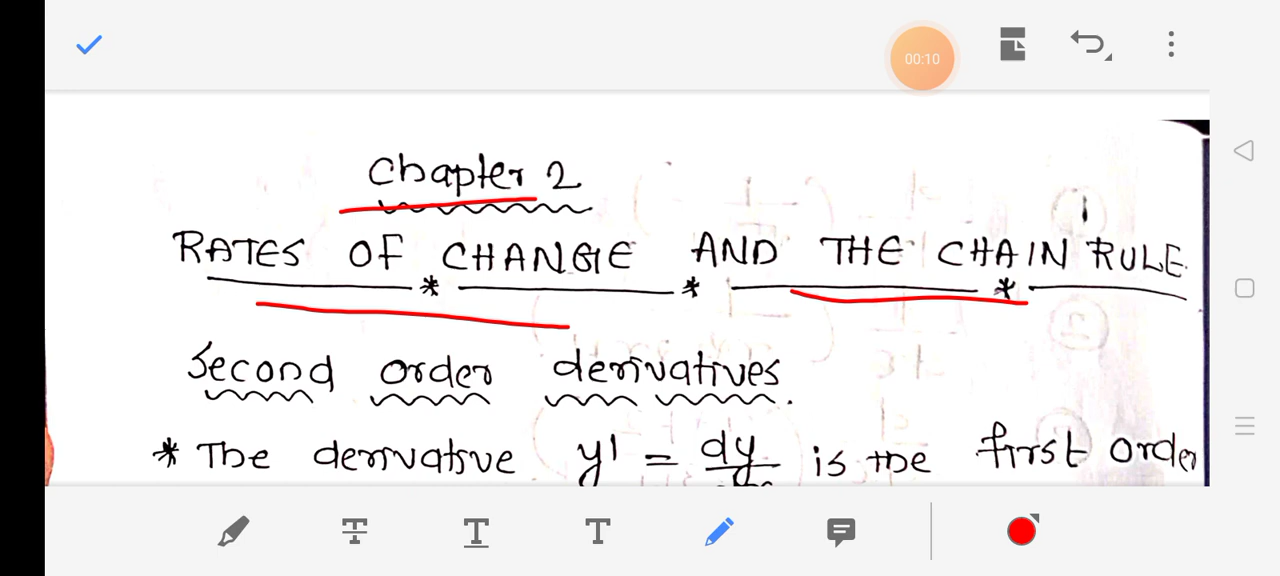 00:10
Chapter 2
1
RATES OF CHANGE AND THE CHAIN RULE.
Second order derivatives.
* The derivative y' = dy is the first order
T T T